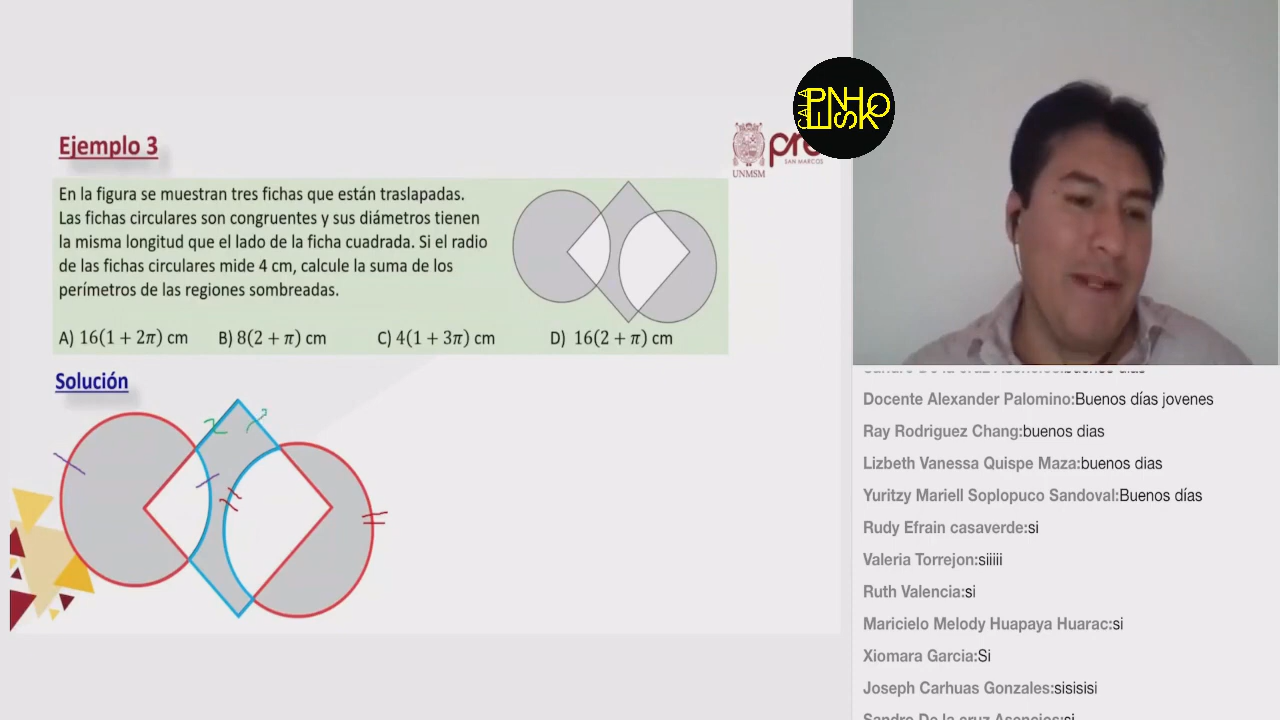 Ejemplo 3
UNMSM
SAN MARCOS
En la figura se muestran tres fichas que están traslapadas.
Las fichas circulares son congruentes y sus diámetros tienen
la misma longitud que el lado de la ficha cuadrada. Si el radio
de las fichas circulares mide 4 cm, calcule la suma de los
perímetros de las regiones sombreadas.
A) 16(1 + 2π) cm B) 8(2 + π) cm C) 4(1 + 3π) cm D) 16(2 + π) cm
Solución
Docente Alexander Palomino:Buenos días jovenes
Ray Rodriguez Chang:buenos dias
Lizbeth Vanessa Quispe Maza:buenos dias
Yuritzy Mariell Soplopuco Sandoval:Buenos días
Rudy Efrain casaverde:si
Valeria Torrejon:siiiii
Ruth Valencia:si
Maricielo Melody Huapaya Huarac:si
Xiomara Garcia:Si
Joseph Carhuas Gonzales:sisisisi